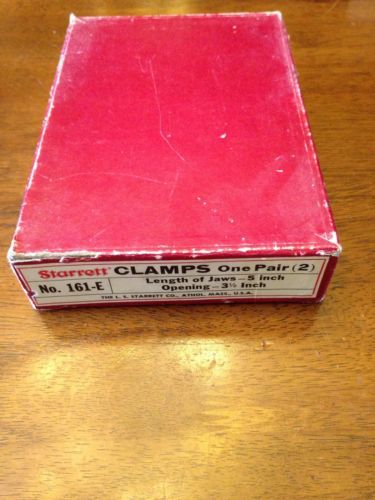 Starrett CLAMPS One Pair (2)
No. 161-E
Length of Jaws — 5 inch
Opening — 3½ Inch
THE L. S. STARRETT CO., ATHOL, MASS., U.S.A.